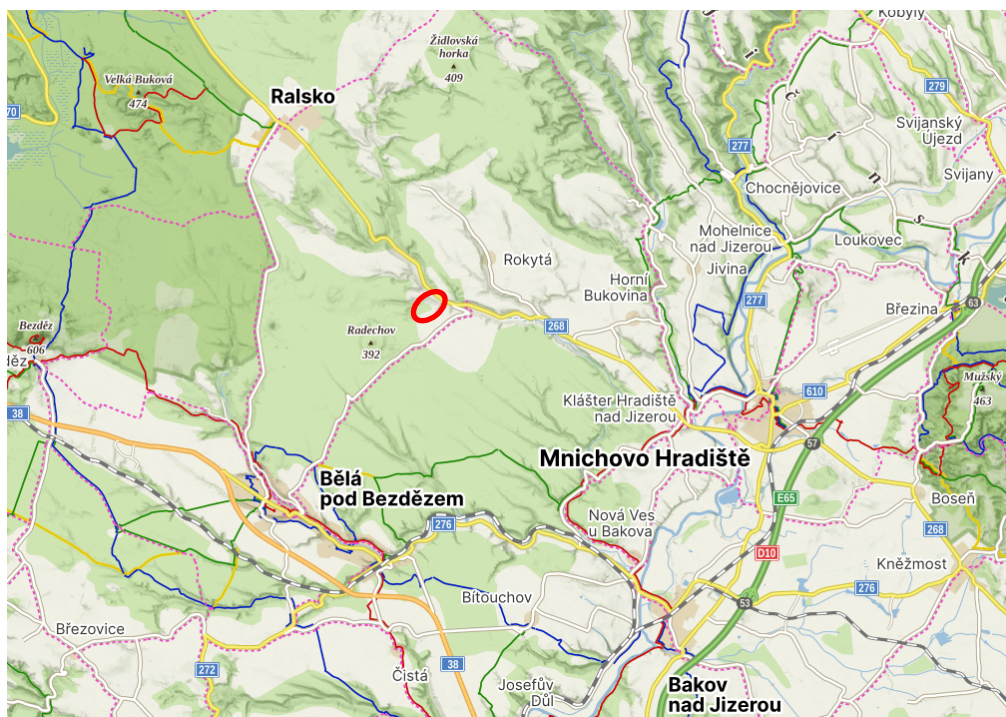 Kobyly
Židlovská
horka
409
Velká Buková
474
279
Ralsko
70
277
Svijanský
Újezd
Svijany
Chocnějovice
Mohelnice
nad Jizerou
Loukovec
Rokytá
Jivina
Horní
Bukovina
277
63
Březina
268
Bezděz
606
děz
Radechov
392
Mužský
463
610
Klášter Hradiště
nad Jizerou
38
57
Mnichovo Hradiště
Bělá
pod Bezdězem
E65
Boseň
276
Nová Ves
u Bakova
268
D10
Kněžmost
276
53
Bítouchov
Březovice
272
38
Čistá
Josefův
Důl
Bakov
nad Jizerou